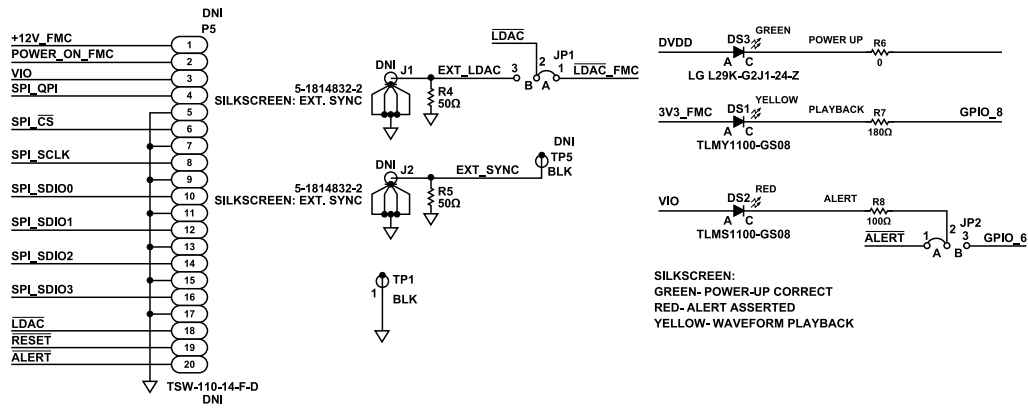 DNI
P5
+12V_FMC
1
POWER_ON_FMC
2
VIO
3
SPI_QPI
4
5
SPI_CS
6
7
SPI_SCLK
8
9
SPI_SDIO0
10
11
SPI_SDIO1
12
13
SPI_SDIO2
14
15
SPI_SDIO3
16
17
LDAC
18
RESET
19
ALERT
20
TSW-110-14-F-D
DNI
DNI
J1
5-1814832-2
SILKSCREEN: EXT. SYNC
R4
50Ω
EXT_LDAC
LDAC
JP1
3
2
1
B
A
LDAC_FMC
DNI
J2
5-1814832-2
SILKSCREEN: EXT. SYNC
R5
50Ω
EXT_SYNC
DNI
TP5
BLK
TP1
1
BLK
DVDD
DS3
GREEN
A
C
LG L29K-G2J1-24-Z
POWER UP
R6
0
3V3_FMC
DS1
YELLOW
A
C
TLMY1100-GS08
PLAYBACK
R7
180Ω
GPIO_8
VIO
DS2
RED
A
C
TLMS1100-GS08
ALERT
R8
100Ω
JP2
ALERT
1
2
3
A
B
GPIO_6
SILKSCREEN:
GREEN- POWER-UP CORRECT
RED- ALERT ASSERTED
YELLOW- WAVEFORM PLAYBACK